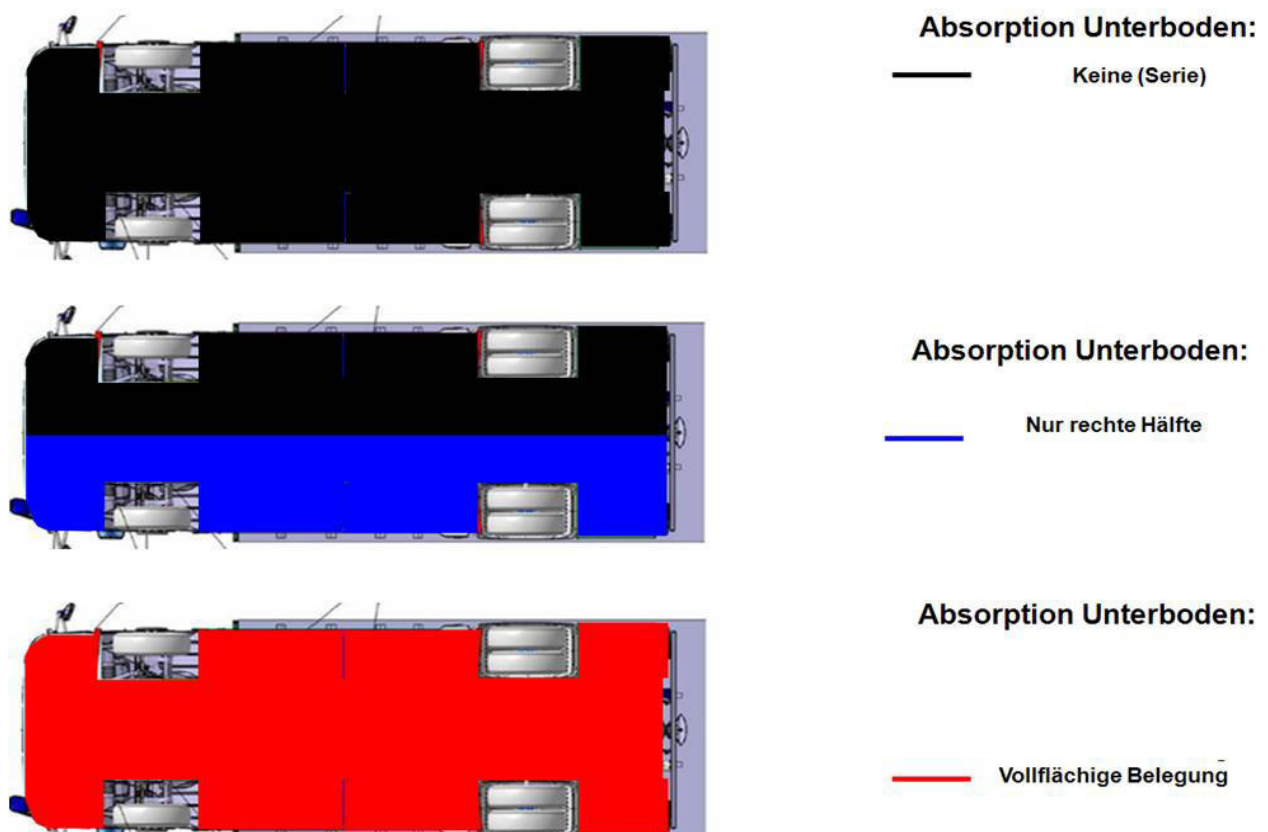 Absorption Unterboden:
Keine (Serie)
Absorption Unterboden:
Nur rechte Hälfte
Absorption Unterboden:
Vollflächige Belegung